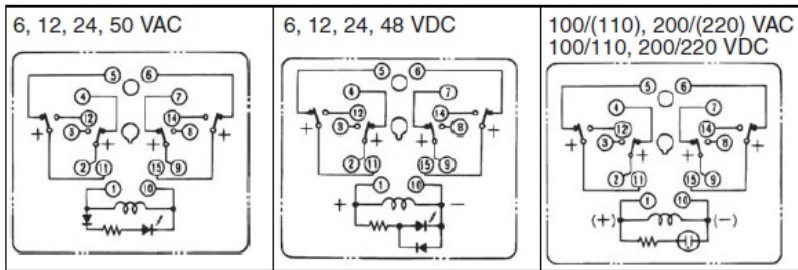 6, 12, 24, 50 VAC
5 6
4 7
12 14
+ 3 8 +
+ +
2 11 15 9
1 10
6, 12, 24, 48 VDC
5 6
4 7
12 14
+ 3 8 +
+ +
2 11 15 9
1 10
+ −
100/(110), 200/(220) VAC
100/110, 200/220 VDC
5 6
4 7
12 14
+ 3 8 +
+ +
2 11 15 9
1 10
(+) (−)